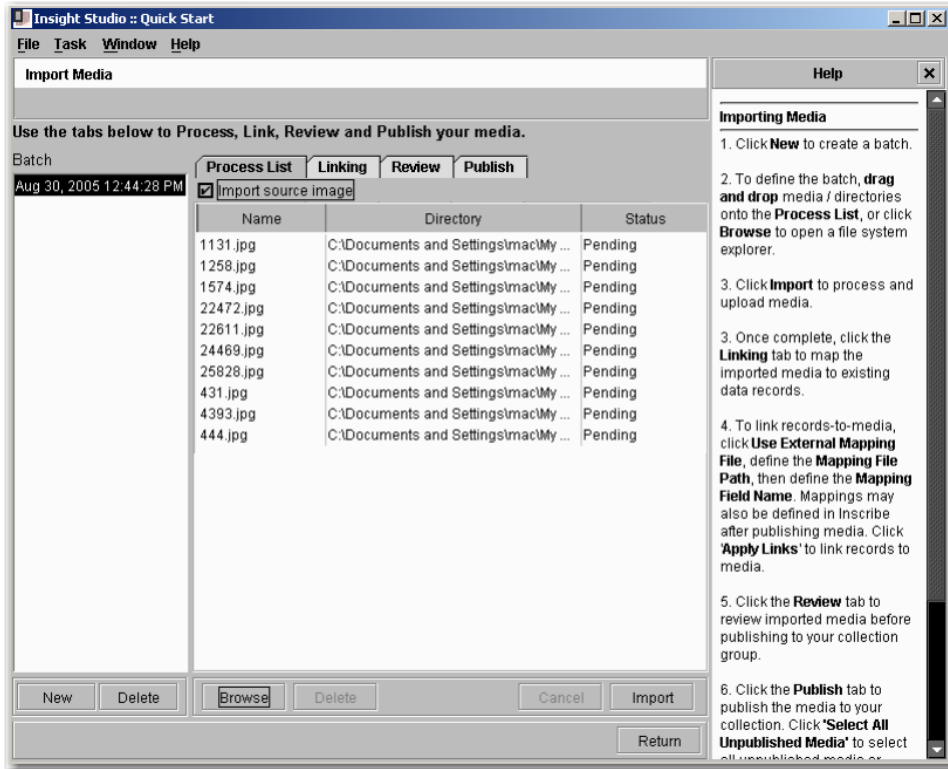 Insight Studio :: Quick Start
File Task Window Help
Import Media
Use the tabs below to Process, Link, Review and Publish your media.
Batch
Aug 30, 2005 12:44:28 PM
New Delete
Process List Linking Review Publish
Import source image
Name Directory Status
1131.jpg C:\Documents and Settings\mac\My ... Pending
1258.jpg C:\Documents and Settings\mac\My ... Pending
1574.jpg C:\Documents and Settings\mac\My ... Pending
22472.jpg C:\Documents and Settings\mac\My ... Pending
22611.jpg C:\Documents and Settings\mac\My ... Pending
24469.jpg C:\Documents and Settings\mac\My ... Pending
25828.jpg C:\Documents and Settings\mac\My ... Pending
431.jpg C:\Documents and Settings\mac\My ... Pending
4393.jpg C:\Documents and Settings\mac\My ... Pending
444.jpg C:\Documents and Settings\mac\My ... Pending
Browse Delete Cancel Import
Return
Help
Importing Media
1. Click New to create a batch.
2. To define the batch, drag
and drop media / directories
onto the Process List, or click
Browse to open a file system
explorer.
3. Click Import to process and
upload media.
3. Once complete, click the
Linking tab to map the
imported media to existing
data records.
4. To link records-to-media,
click Use External Mapping
File, define the Mapping File
Path, then define the Mapping
Field Name. Mappings may
also be defined in Inscribe
after publishing media. Click
'Apply Links' to link records to
media.
5. Click the Review tab to
review imported media before
publishing to your collection
group.
6. Click the Publish tab to
publish the media to your
collection. Click 'Select All
Unpublished Media' to select
all unpublished media or